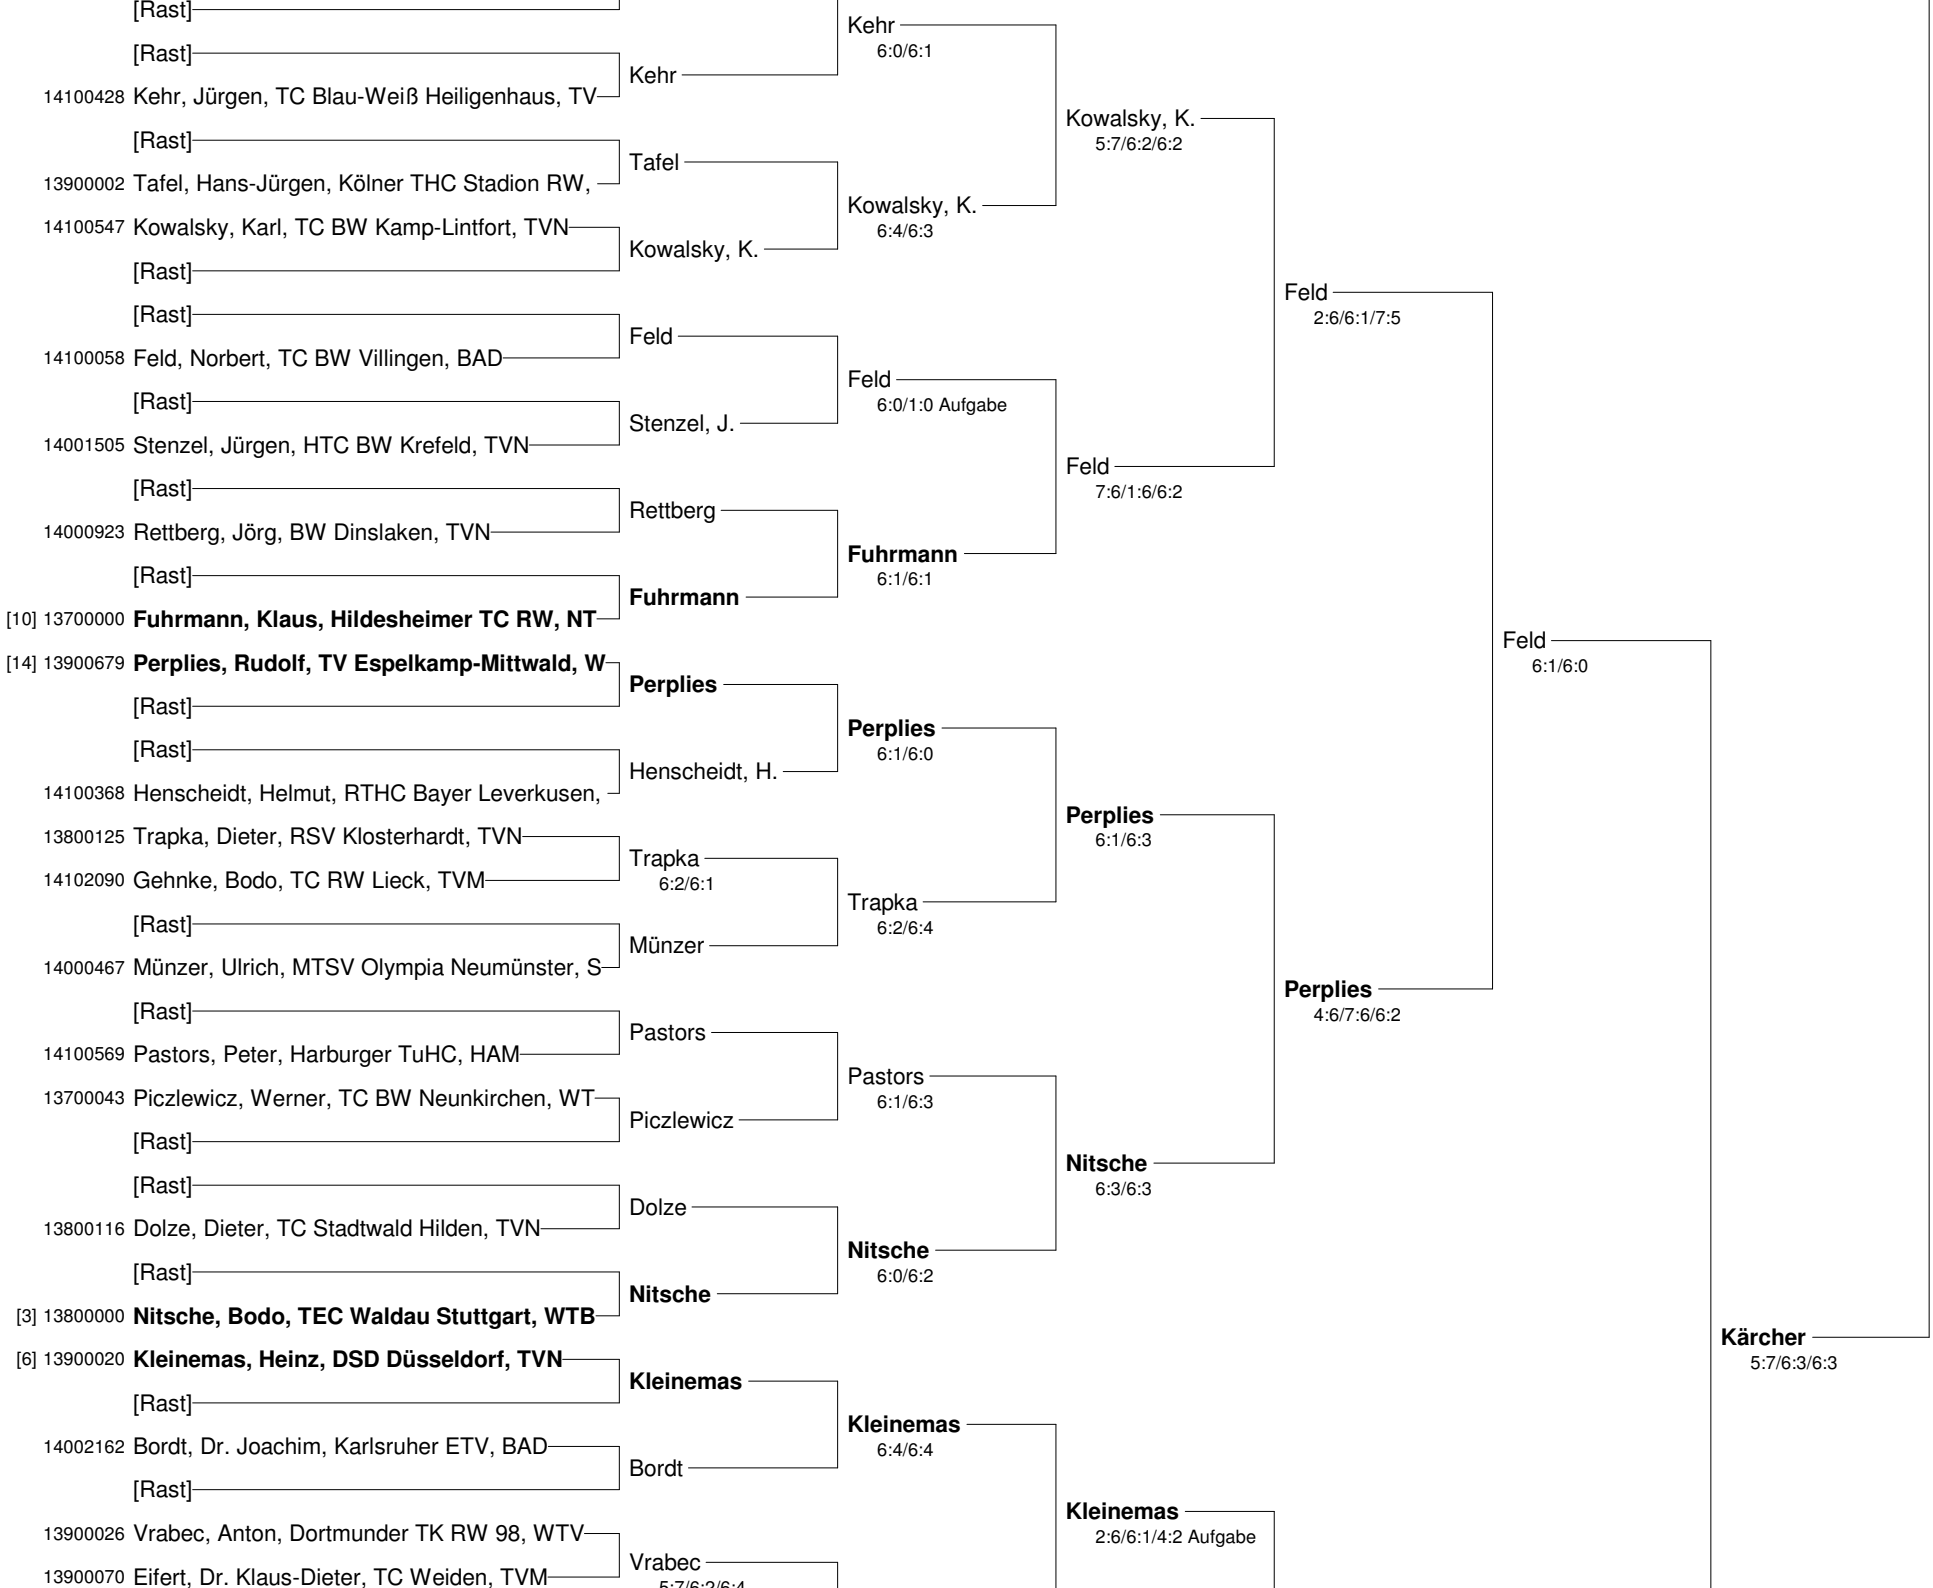 [Rast]
Kehr
6:0/6:1
[Rast]
Kehr
14100428 Kehr, Jürgen, TC Blau-Weiß Heiligenhaus, TV
Kowalsky, K.
5:7/6:2/6:2
[Rast]
Tafel
13900002 Tafel, Hans-Jürgen, Kölner THC Stadion RW,
Kowalsky, K.
6:4/6:3
14100547 Kowalsky, Karl, TC BW Kamp-Lintfort, TVN
Kowalsky, K.
[Rast]
Feld
2:6/6:1/7:5
[Rast]
Feld
14100058 Feld, Norbert, TC BW Villingen, BAD
Feld
6:0/1:0 Aufgabe
[Rast]
Stenzel, J.
14001505 Stenzel, Jürgen, HTC BW Krefeld, TVN
Feld
7:6/1:6/6:2
[Rast]
Rettberg
14000923 Rettberg, Jörg, BW Dinslaken, TVN
Fuhrmann
6:1/6:1
[Rast]
Fuhrmann
[10] 13700000 Fuhrmann, Klaus, Hildesheimer TC RW, NT
Feld
6:1/6:0
[14] 13900679 Perplies, Rudolf, TV Espelkamp-Mittwald, W
Perplies
[Rast]
Perplies
6:1/6:0
[Rast]
Henscheidt, H.
14100368 Henscheidt, Helmut, RTHC Bayer Leverkusen,
Perplies
6:1/6:3
13800125 Trapka, Dieter, RSV Klosterhardt, TVN
Trapka
6:2/6:1
14102090 Gehnke, Bodo, TC RW Lieck, TVM
Trapka
6:2/6:4
[Rast]
Münzer
14000467 Münzer, Ulrich, MTSV Olympia Neumünster, S
Perplies
4:6/7:6/6:2
[Rast]
Pastors
14100569 Pastors, Peter, Harburger TuHC, HAM
Pastors
6:1/6:3
13700043 Piczlewicz, Werner, TC BW Neunkirchen, WT
Piczlewicz
[Rast]
Nitsche
6:3/6:3
[Rast]
Dolze
13800116 Dolze, Dieter, TC Stadtwald Hilden, TVN
Nitsche
6:0/6:2
[Rast]
Nitsche
[3] 13800000 Nitsche, Bodo, TEC Waldau Stuttgart, WTB
Kärcher
5:7/6:3/6:3
[6] 13900020 Kleinemas, Heinz, DSD Düsseldorf, TVN
Kleinemas
[Rast]
Kleinemas
6:4/6:4
14002162 Bordt, Dr. Joachim, Karlsruher ETV, BAD
Bordt
[Rast]
Kleinemas
2:6/6:1/4:2 Aufgabe
13900026 Vrabec, Anton, Dortmunder TK RW 98, WTV
Vrabec
5:7/6:2/6:4
13900070 Eifert, Dr. Klaus-Dieter, TC Weiden, TVM